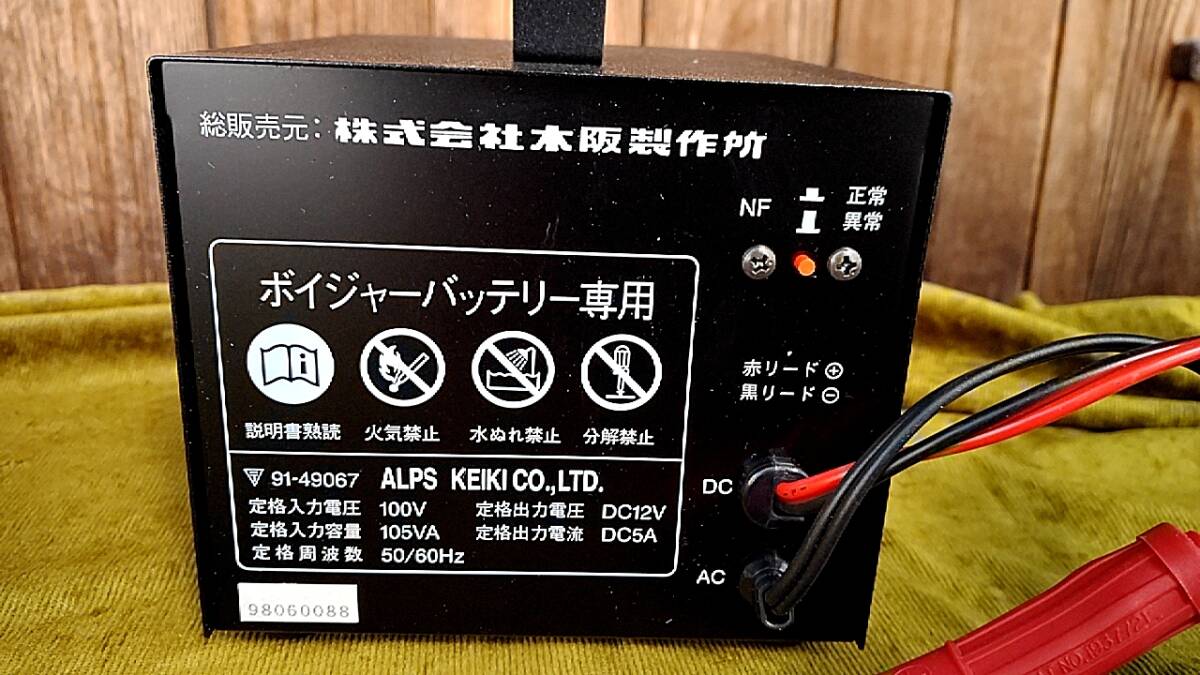 総販売元：株式会社木阪製作所
NF
正常
異常
ボイジャーバッテリー専用
説明書熟読 火気禁止 水ぬれ禁止 分解禁止
赤リード⊕
黒リード⊖
91-49067 ALPS KEIKI CO.,LTD.
定格入力電圧 100V 定格出力電圧 DC12V
定格入力容量 105VA 定格出力電流 DC5A
定格周波数 50/60Hz
DC
AC
98060088